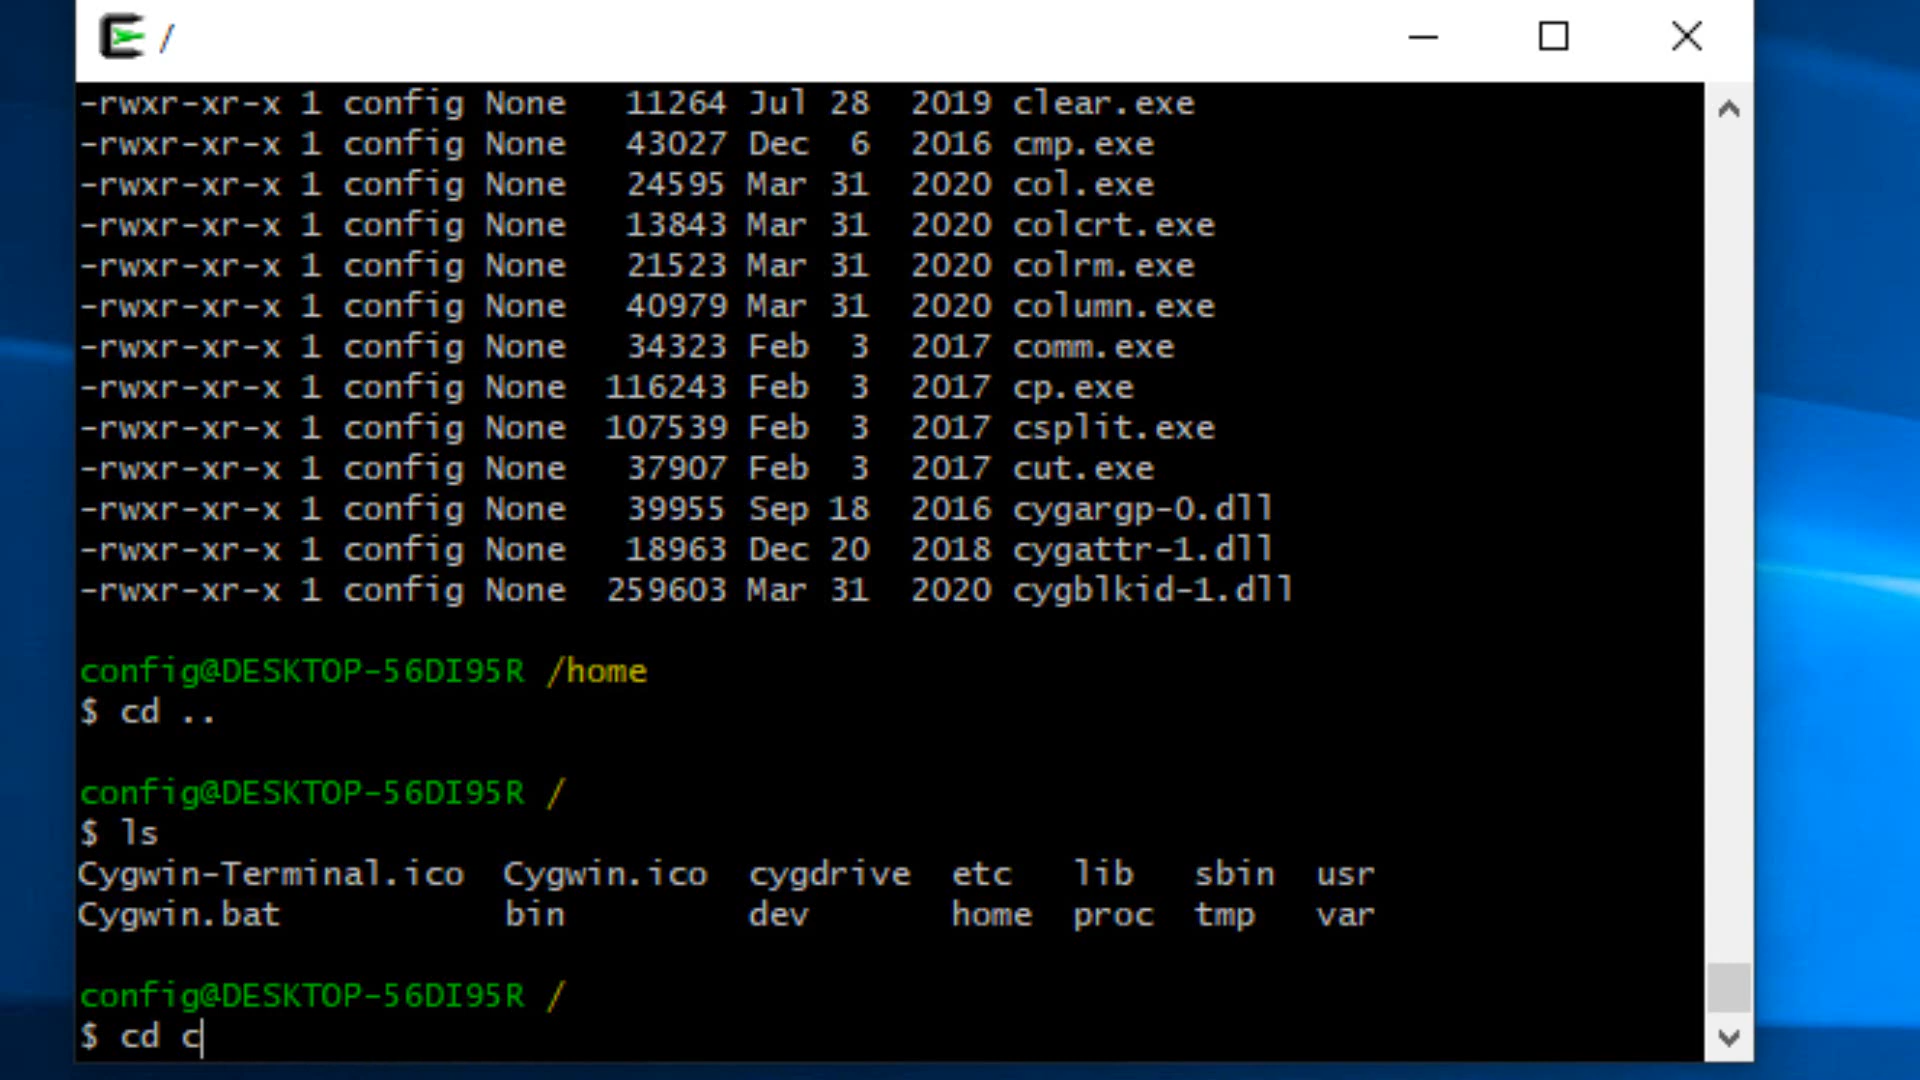 /
-rwxr-xr-x 1 config None   11264 Jul 28  2019 clear.exe
-rwxr-xr-x 1 config None   43027 Dec  6  2016 cmp.exe
-rwxr-xr-x 1 config None   24595 Mar 31  2020 col.exe
-rwxr-xr-x 1 config None   13843 Mar 31  2020 colcrt.exe
-rwxr-xr-x 1 config None   21523 Mar 31  2020 colrm.exe
-rwxr-xr-x 1 config None   40979 Mar 31  2020 column.exe
-rwxr-xr-x 1 config None   34323 Feb  3  2017 comm.exe
-rwxr-xr-x 1 config None  116243 Feb  3  2017 cp.exe
-rwxr-xr-x 1 config None  107539 Feb  3  2017 csplit.exe
-rwxr-xr-x 1 config None   37907 Feb  3  2017 cut.exe
-rwxr-xr-x 1 config None   39955 Sep 18  2016 cygargp-0.dll
-rwxr-xr-x 1 config None   18963 Dec 20  2018 cygattr-1.dll
-rwxr-xr-x 1 config None  259603 Mar 31  2020 cygblkid-1.dll
config@DESKTOP-56DI95R /home
$ cd ..
config@DESKTOP-56DI95R /
$ ls
Cygwin-Terminal.ico  Cygwin.ico  cygdrive  etc   lib   sbin  usr
Cygwin.bat           bin         dev       home  proc  tmp   var
config@DESKTOP-56DI95R /
$ cd c